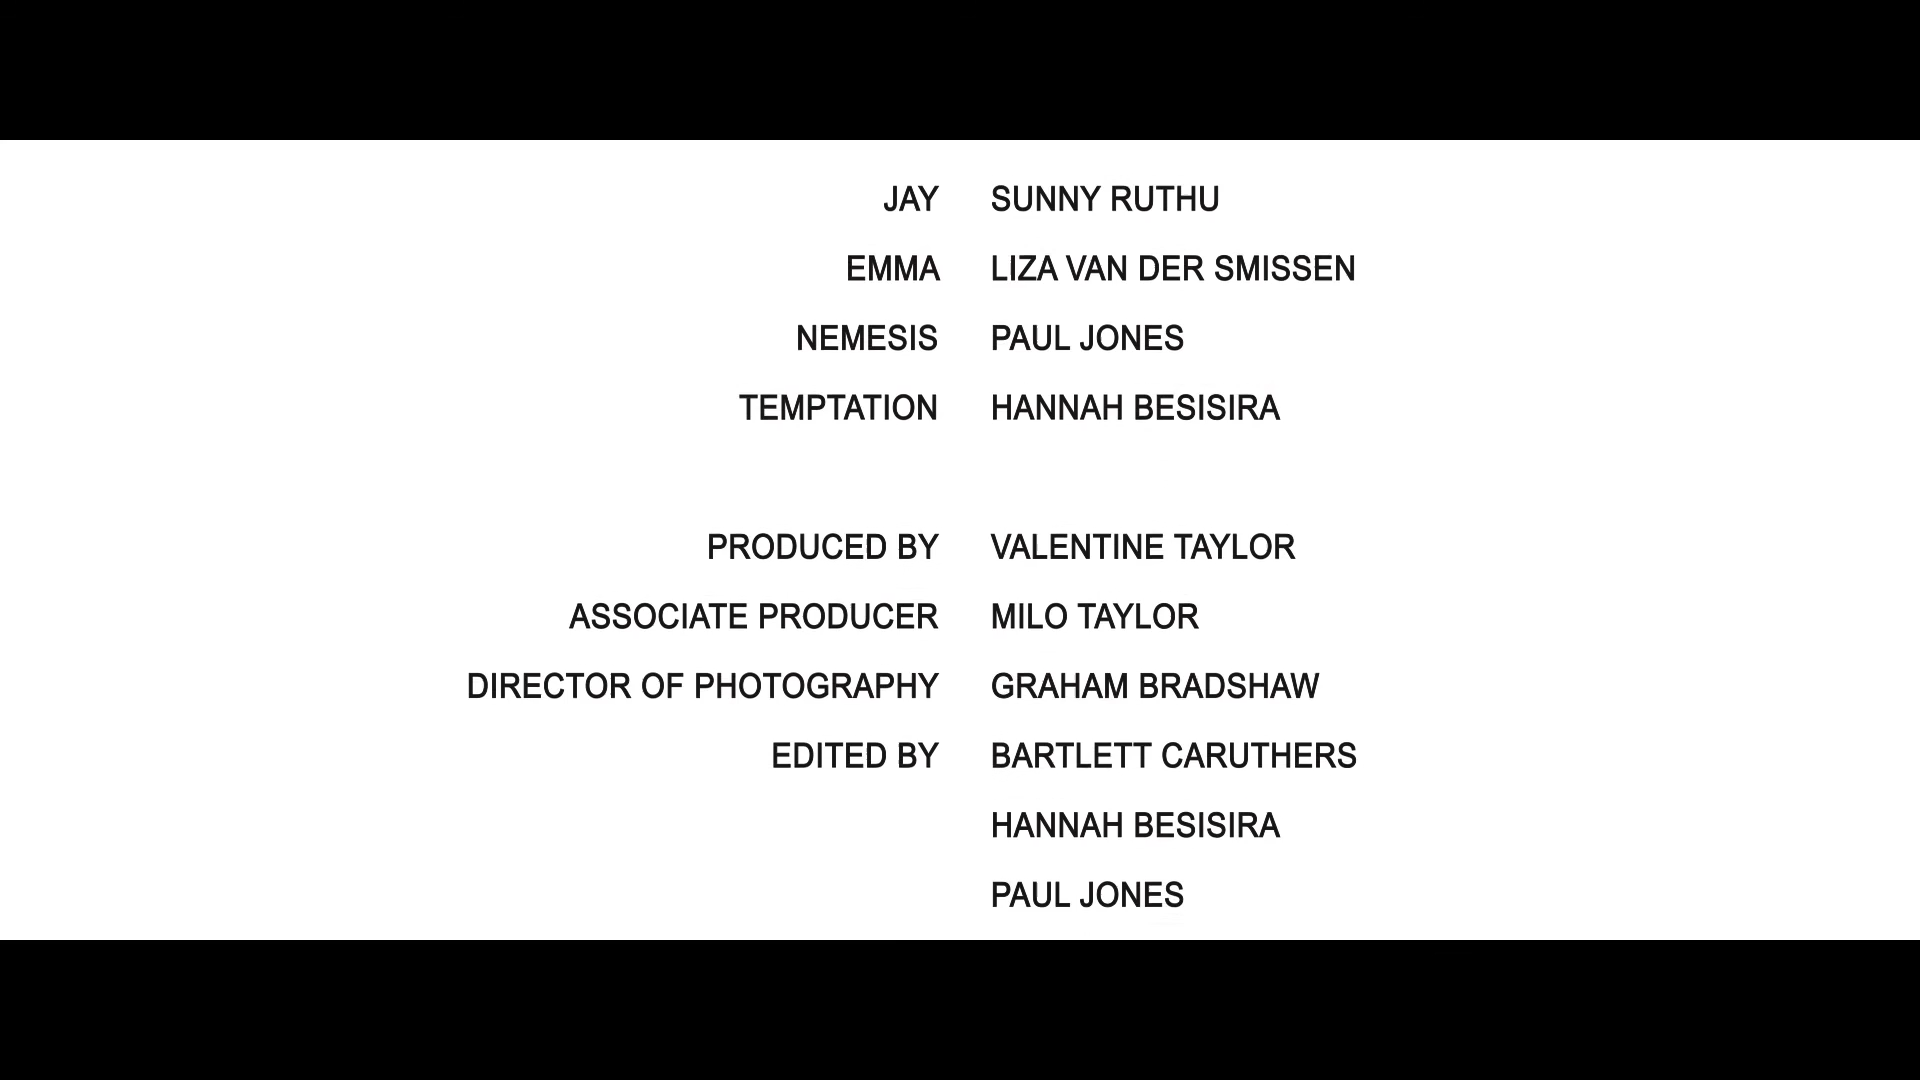 JAY SUNNY RUTHU
EMMA LIZA VAN DER SMISSEN
NEMESIS PAUL JONES
TEMPTATION HANNAH BESISIRA
PRODUCED BY VALENTINE TAYLOR
ASSOCIATE PRODUCER MILO TAYLOR
DIRECTOR OF PHOTOGRAPHY GRAHAM BRADSHAW
EDITED BY BARTLETT CARUTHERS
HANNAH BESISIRA
PAUL JONES